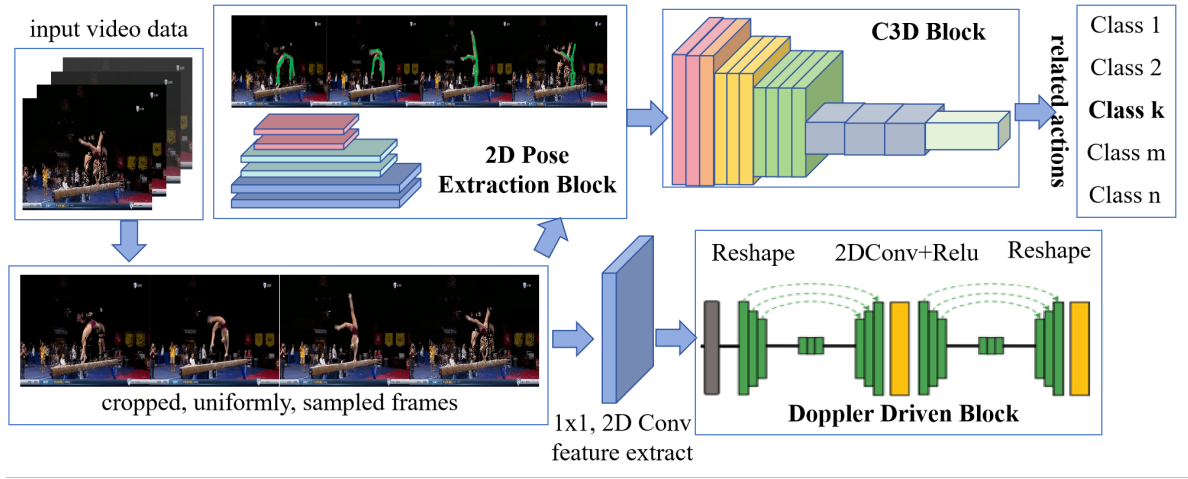 input video data
2D Pose
Extraction Block
C3D Block
related actions
Class 1
Class 2
Class k
Class m
Class n
cropped, uniformly, sampled frames
1x1, 2D Conv
feature extract
Reshape
2DConv+Relu
Reshape
Doppler Driven Block